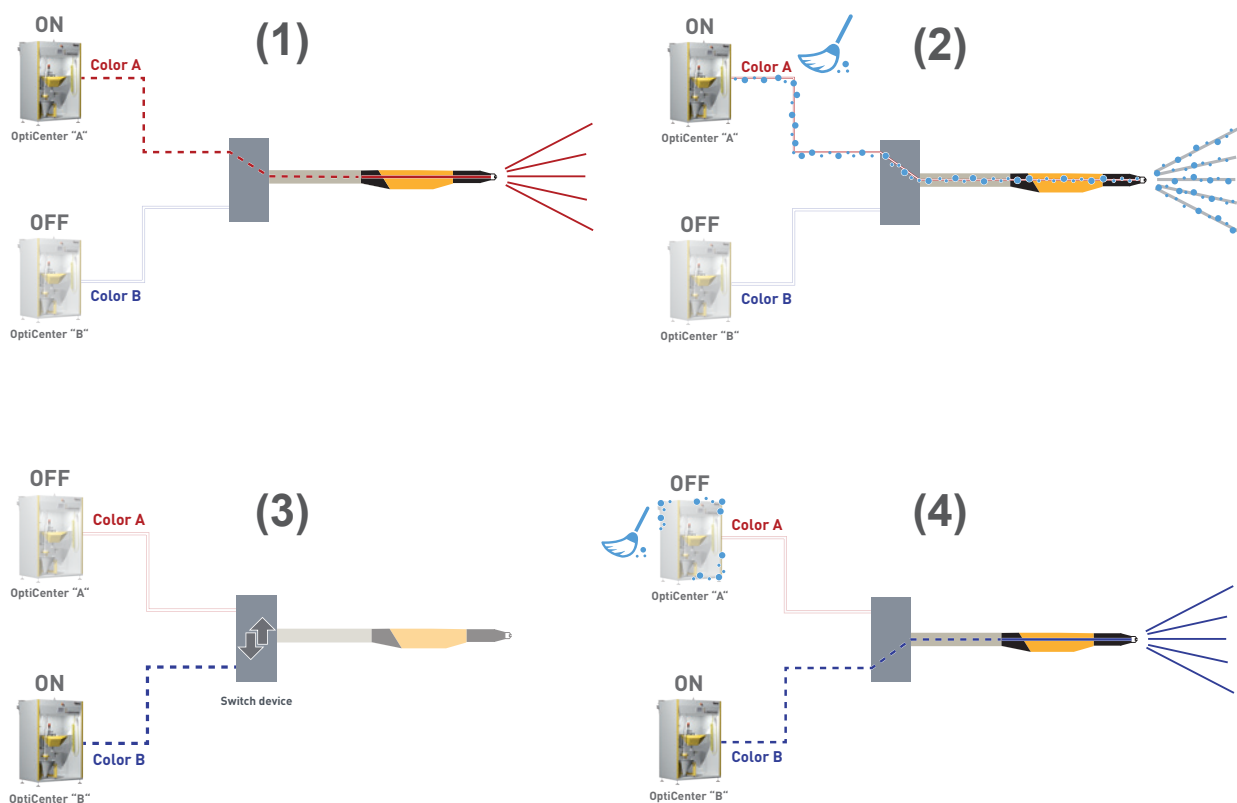 ON
(1)
Color A
OptiCenter "A"
OFF
Color B
OptiCenter "B"
ON
(2)
Color A
OptiCenter "A"
OFF
Color B
OptiCenter "B"
OFF
(3)
Color A
OptiCenter "A"
ON
Switch device
Color B
OptiCenter "B"
OFF
(4)
Color A
OptiCenter "A"
ON
Color B
OptiCenter "B"